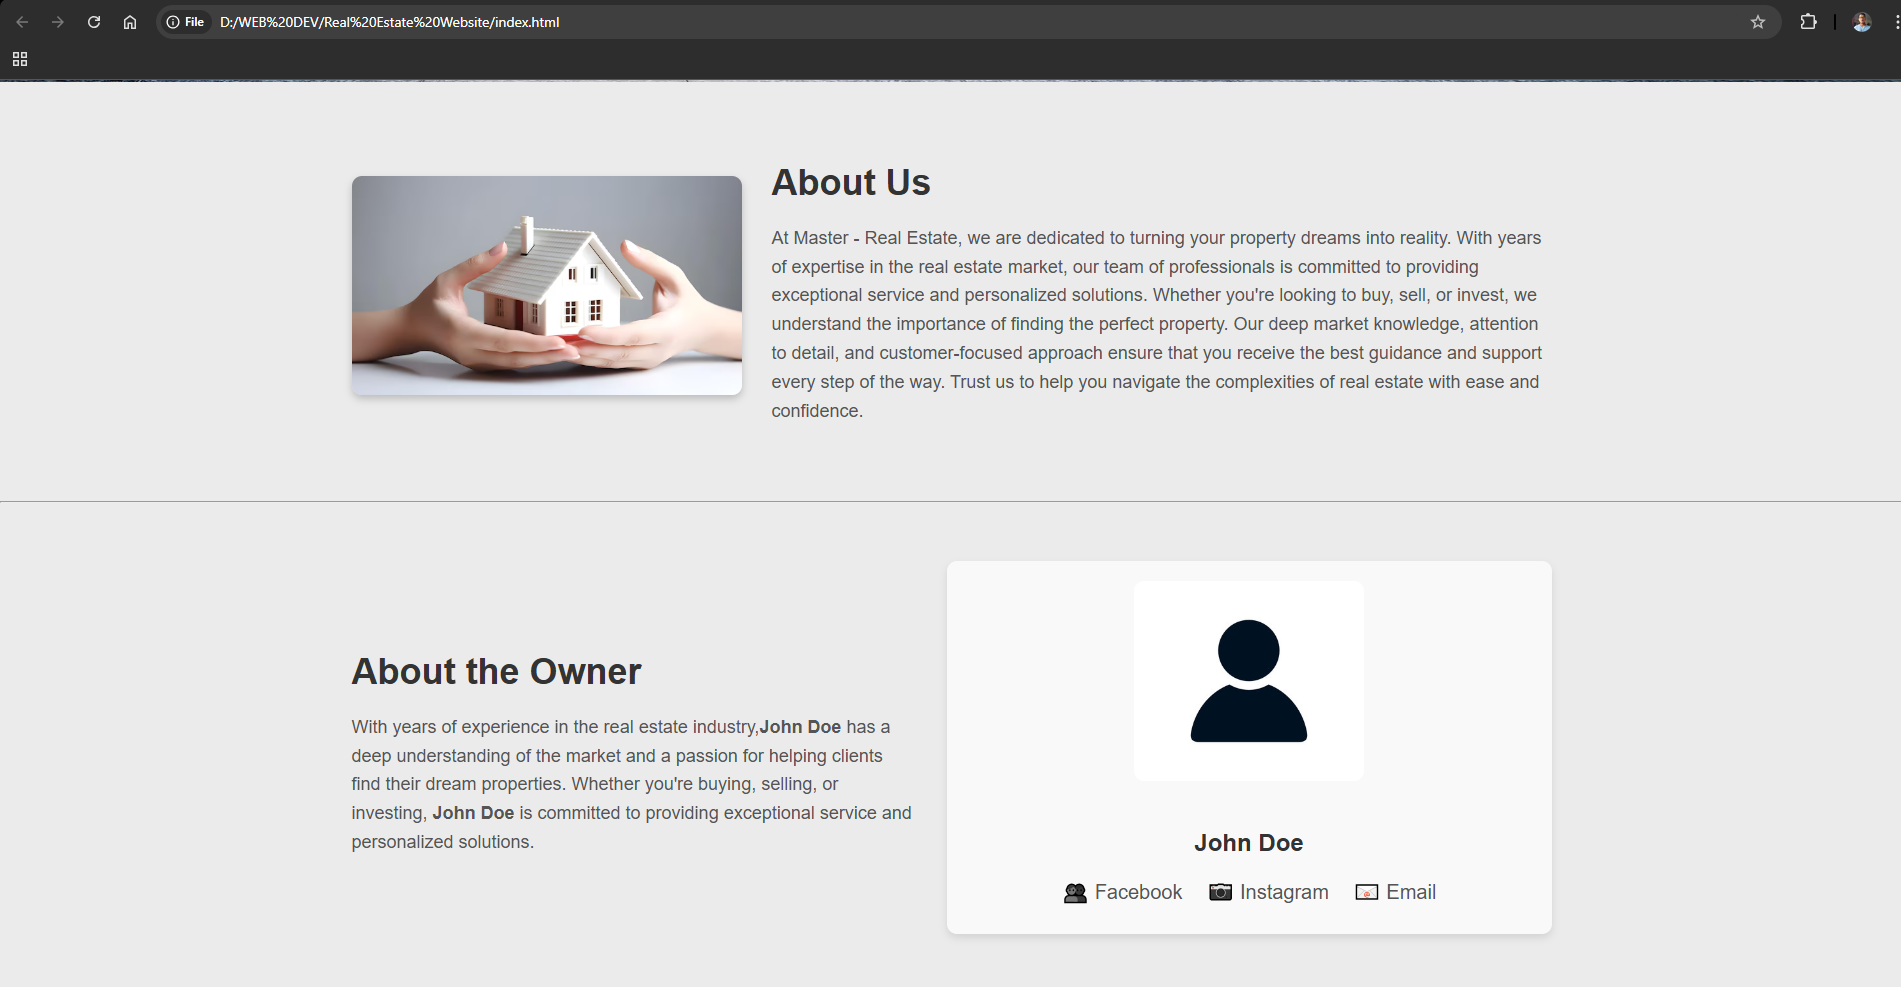 File D:/WEB%20DEV/Real%20Estate%20Website/index.html
About Us
At Master - Real Estate, we are dedicated to turning your property dreams into reality. With years
of expertise in the real estate market, our team of professionals is committed to providing
exceptional service and personalized solutions. Whether you're looking to buy, sell, or invest, we
understand the importance of finding the perfect property. Our deep market knowledge, attention
to detail, and customer-focused approach ensure that you receive the best guidance and support
every step of the way. Trust us to help you navigate the complexities of real estate with ease and
confidence.
About the Owner
With years of experience in the real estate industry,John Doe has a
deep understanding of the market and a passion for helping clients
find their dream properties. Whether you're buying, selling, or
investing, John Doe is committed to providing exceptional service and
personalized solutions.
John Doe
Facebook Instagram Email